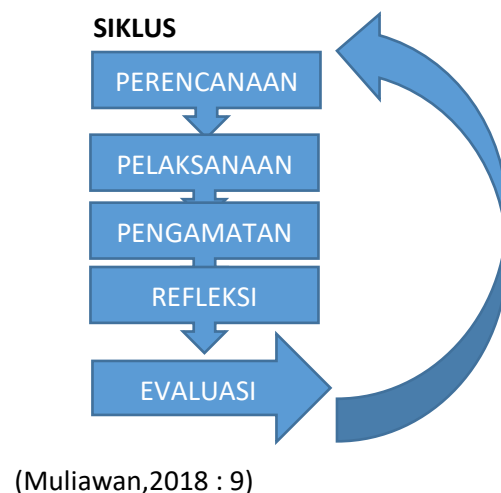 SIKLUS
PERENCANAAN
PELAKSANAAN
PENGAMATAN
REFLEKSI
EVALUASI
(Muliawan,2018 : 9)